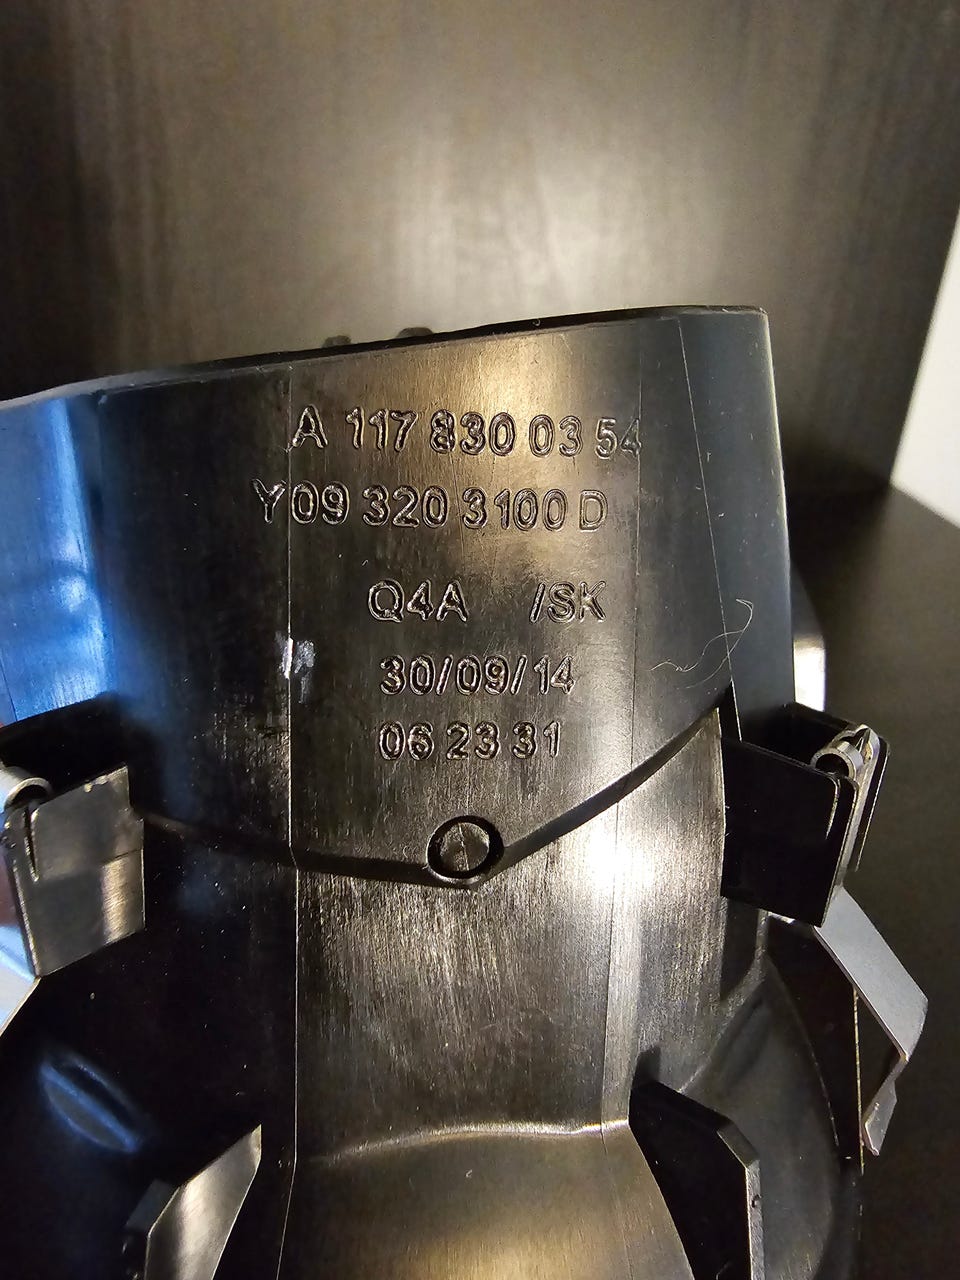 A 117 830 03 54
Y09 320 3100 D
Q4A /SK
30/09/14
06 23 31